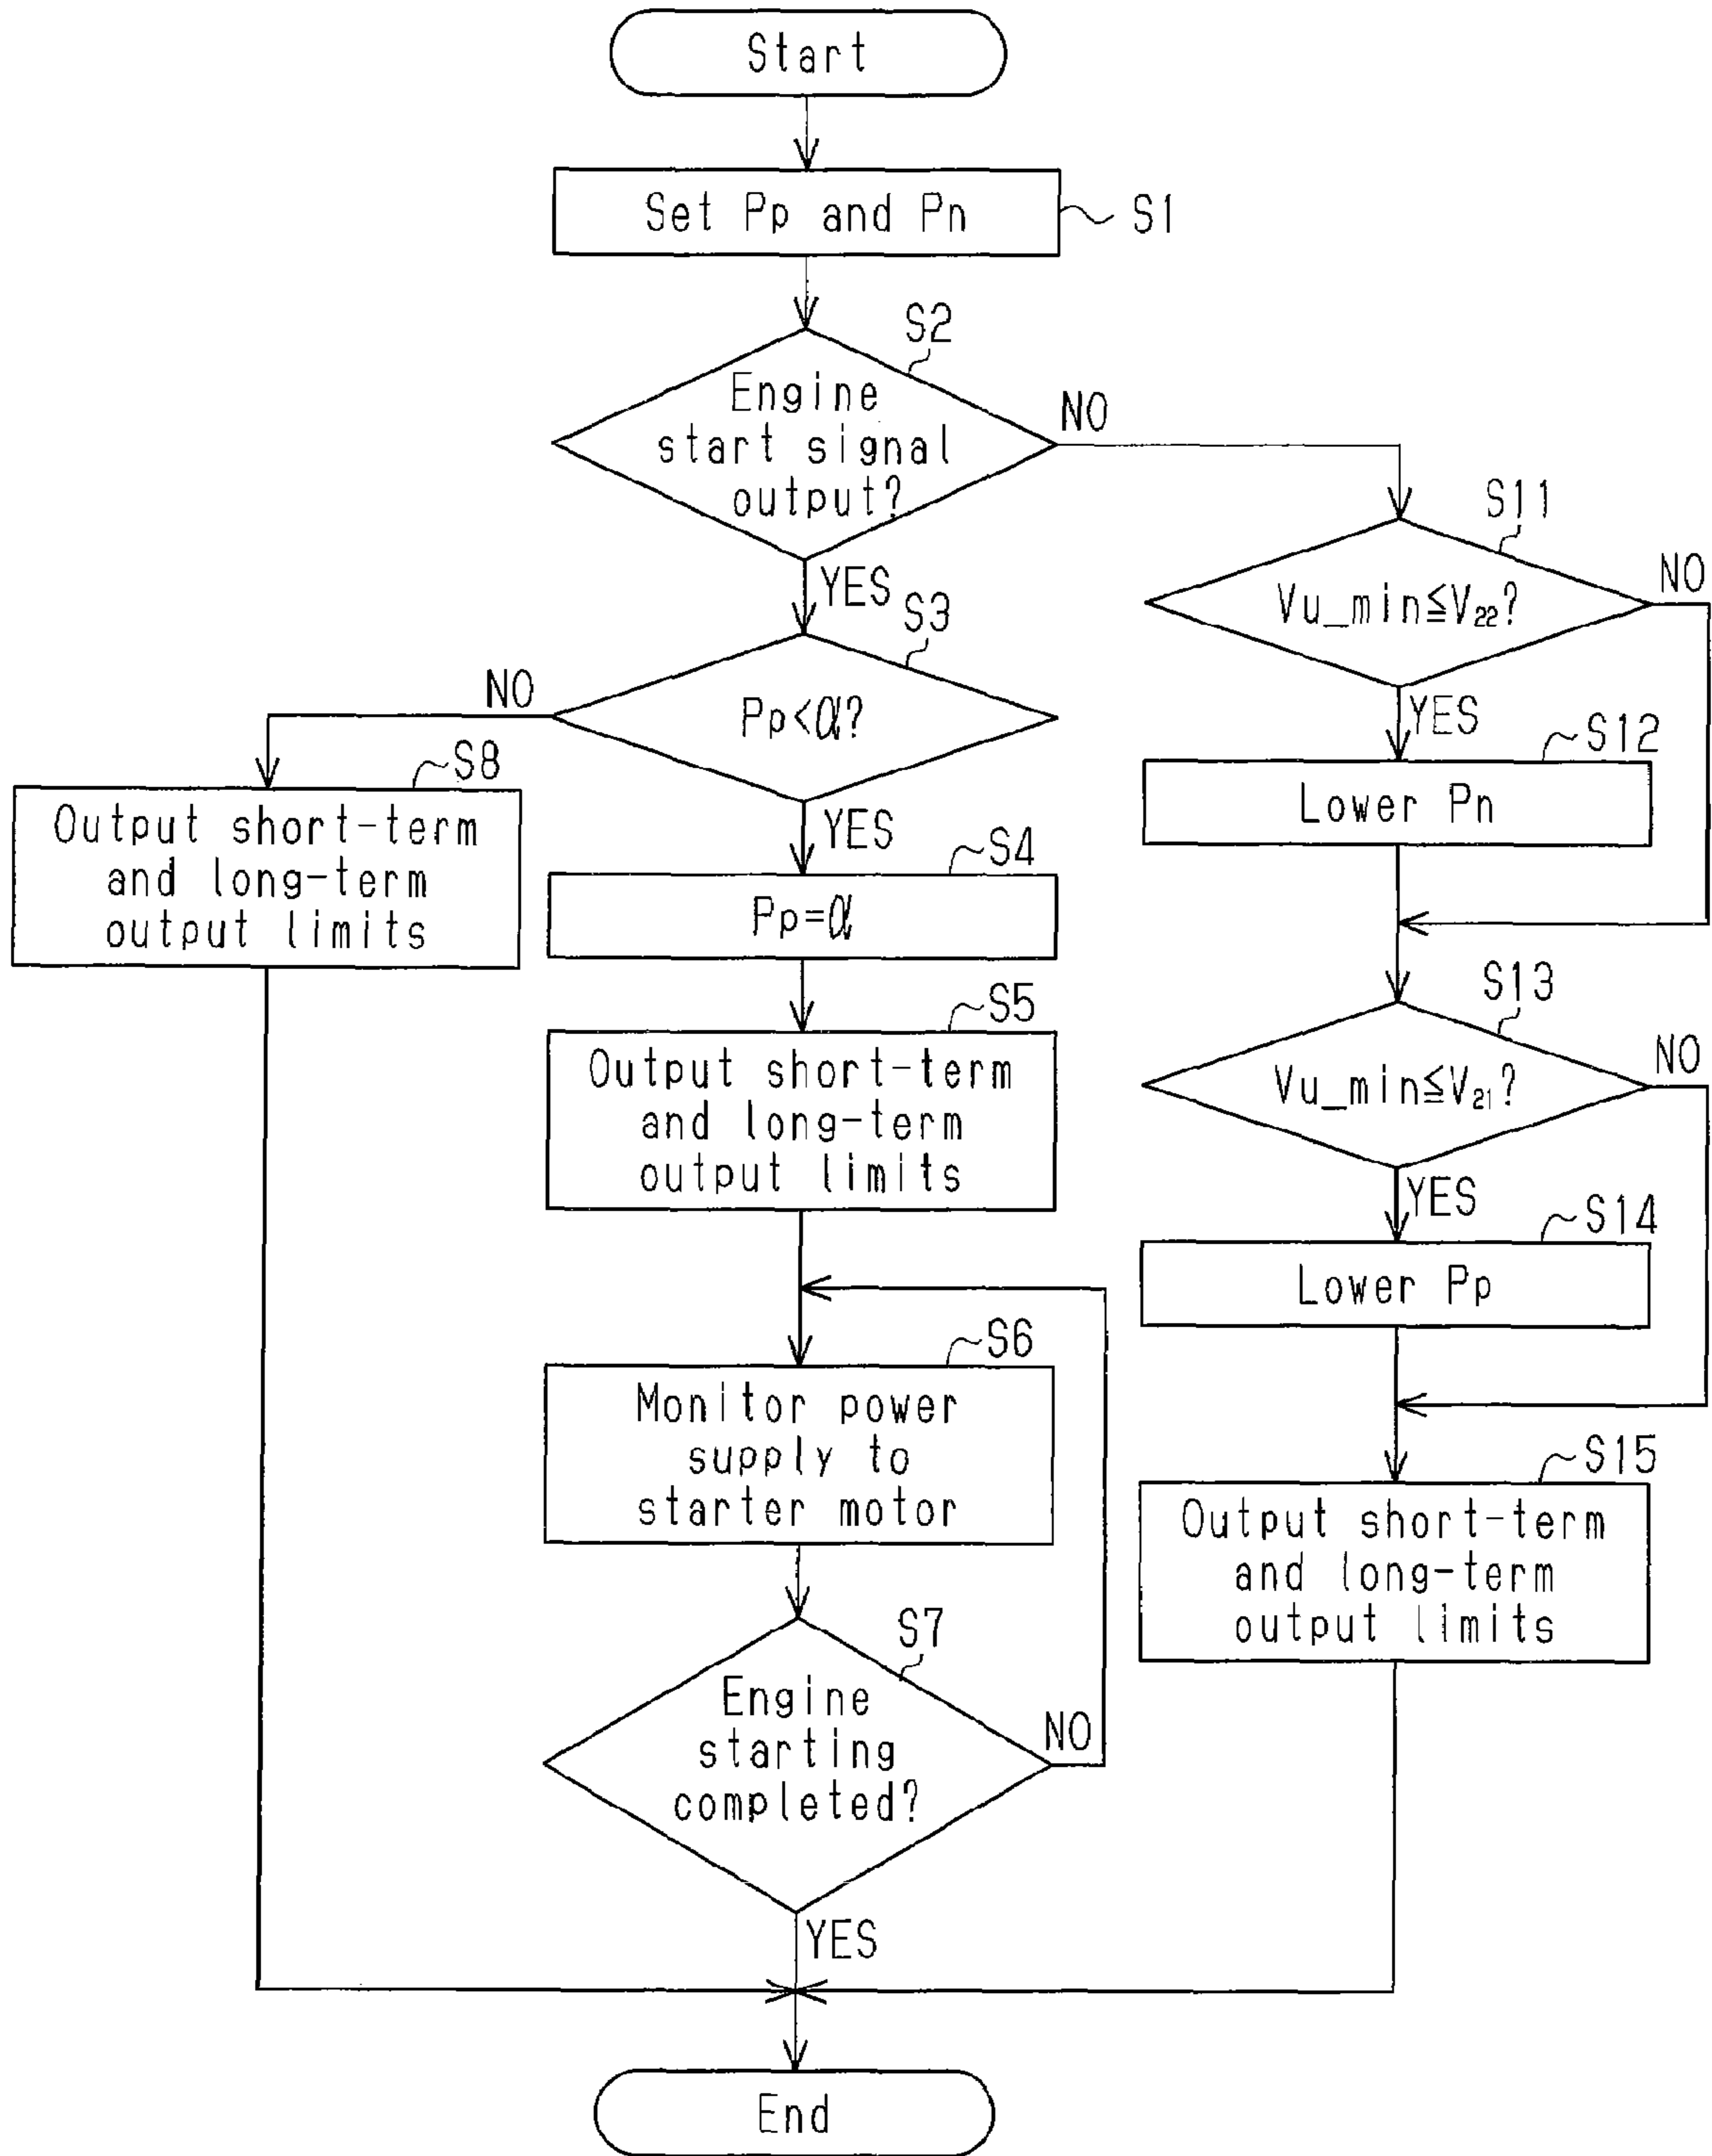 Start
Set Pp and Pn
S1
S2
Engine
start signal
output?
NO
YES
S3
Pp<α?
NO
YES
S8
Output short-term
and long-term
output limits
S4
Pp=α
S5
Output short-term
and long-term
output limits
S6
Monitor power
supply to
starter motor
S7
Engine
starting
completed?
NO
YES
S11
Vu_min≦V22?
NO
YES
S12
Lower Pn
S13
Vu_min≦V21?
NO
YES
S14
Lower Pp
S15
Output short-term
and long-term
output limits
End